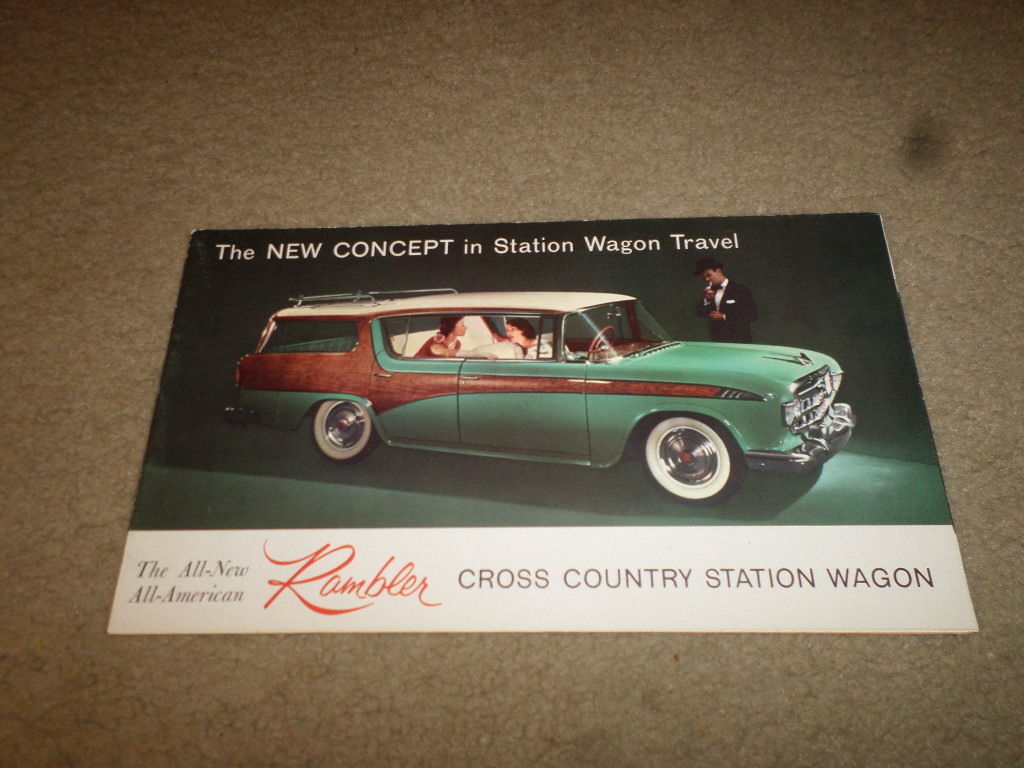 The NEW CONCEPT in Station Wagon Travel
The All-New
All-American
Rambler
CROSS COUNTRY STATION WAGON